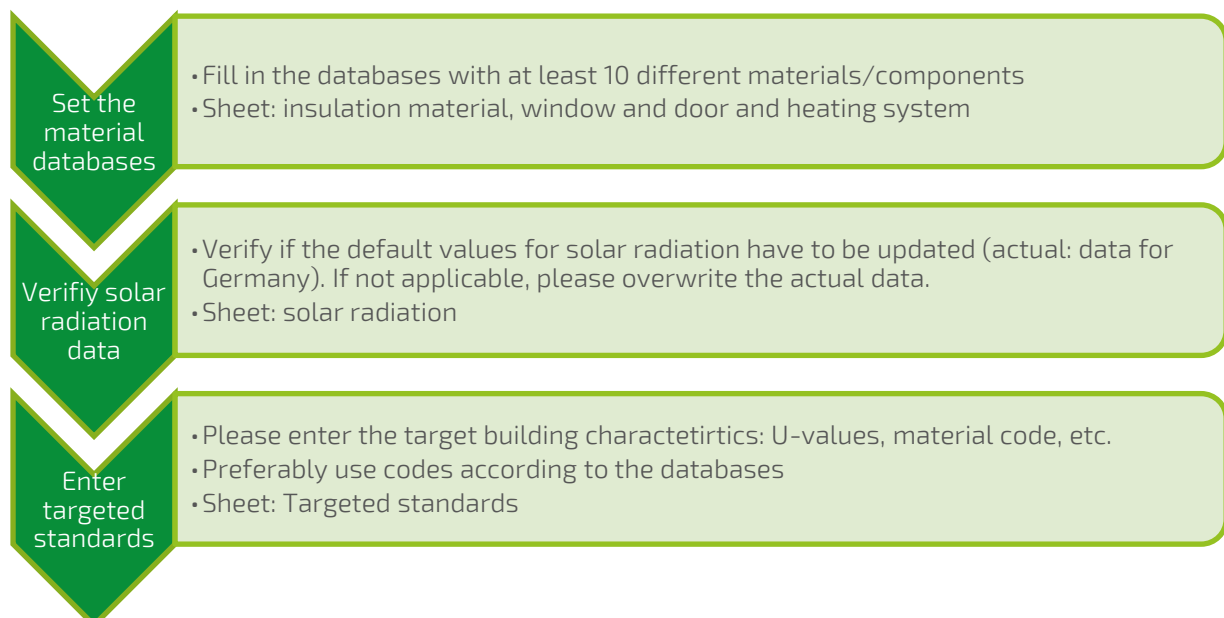 Set the
material
databases
• Fill in the databases with at least 10 different materials/components
• Sheet: insulation material, window and door and heating system
Verifiy solar
radiation
data
• Verify if the default values for solar radiation have to be updated (actual: data for
Germany). If not applicable, please overwrite the actual data.
• Sheet: solar radiation
Enter
targeted
standards
• Please enter the target building charactetirtics: U-values, material code, etc.
• Preferably use codes according to the databases
• Sheet: Targeted standards